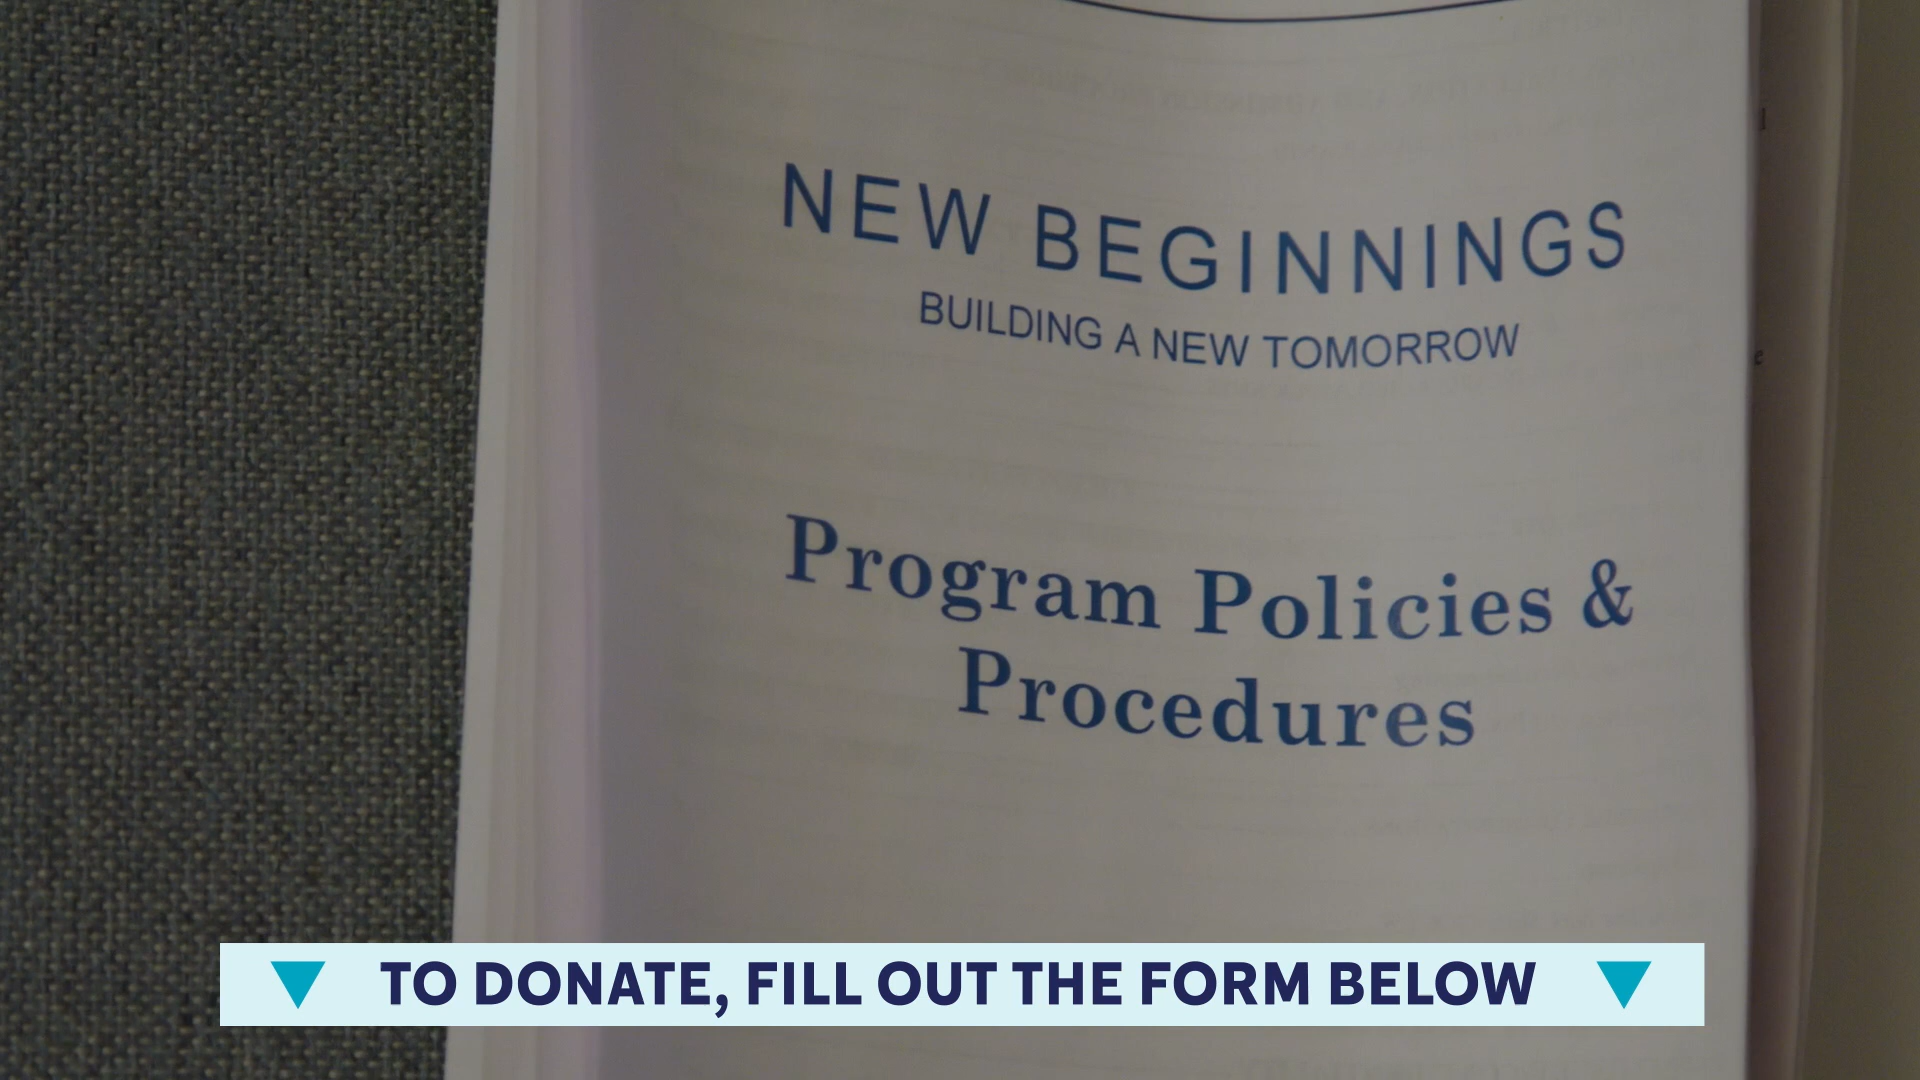 NEW BEGINNINGS
BUILDING A NEW TOMORROW
Program Policies &
Procedures
TO DONATE, FILL OUT THE FORM BELOW